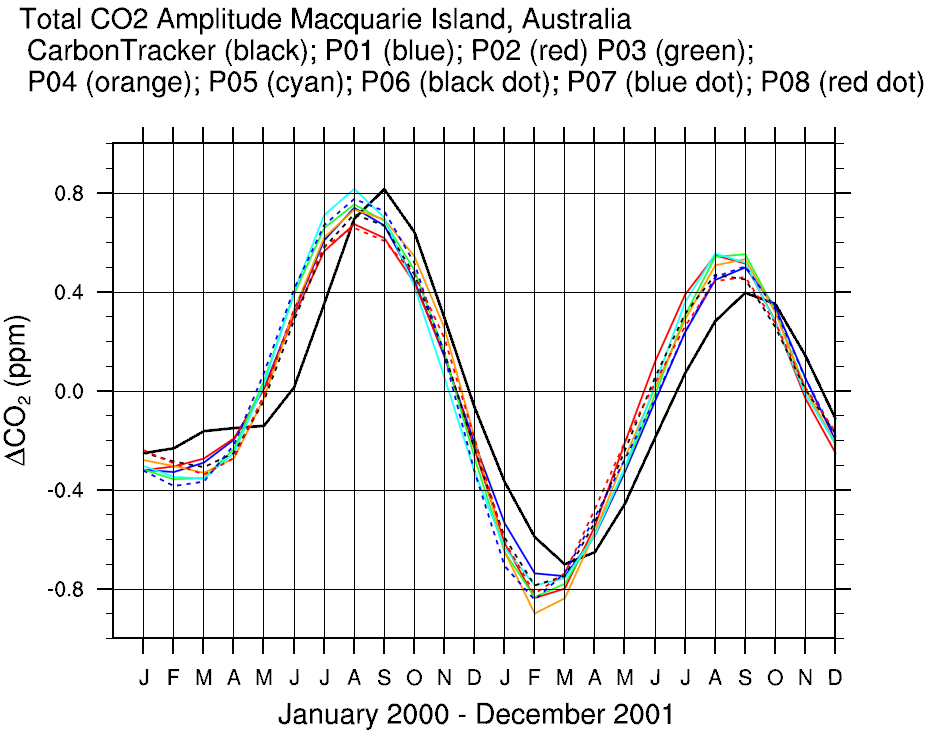 Total CO2 Amplitude Macquarie Island, Australia
CarbonTracker (black); P01 (blue); P02 (red) P03 (green);
P04 (orange); P05 (cyan); P06 (black dot); P07 (blue dot); P08 (red dot)
0.8
0.4
0.0
-0.4
-0.8
ΔCO₂ (ppm)
J F M A M J J A S O N D J F M A M J J A S O N D
January 2000 - December 2001